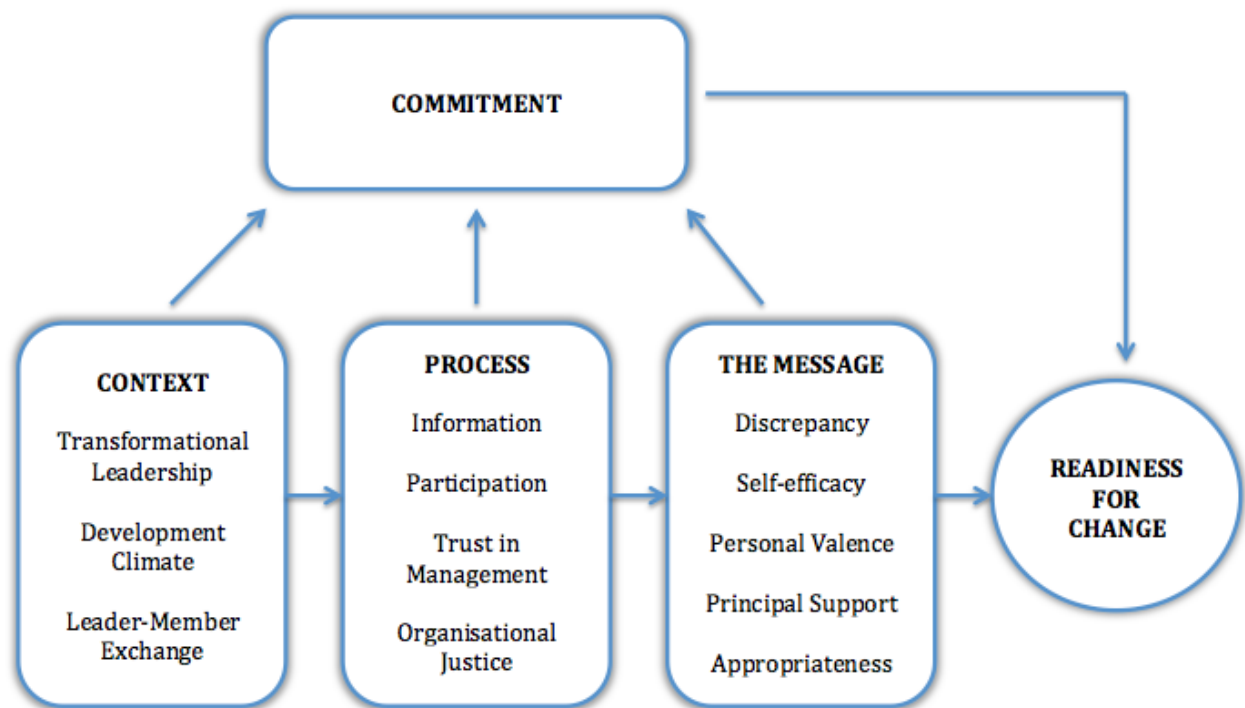 COMMITMENT
CONTEXT
Transformational
Leadership
Development
Climate
Leader-Member
Exchange
PROCESS
Information
Participation
Trust in
Management
Organisational
Justice
THE MESSAGE
Discrepancy
Self-efficacy
Personal Valence
Principal Support
Appropriateness
READINESS
FOR
CHANGE